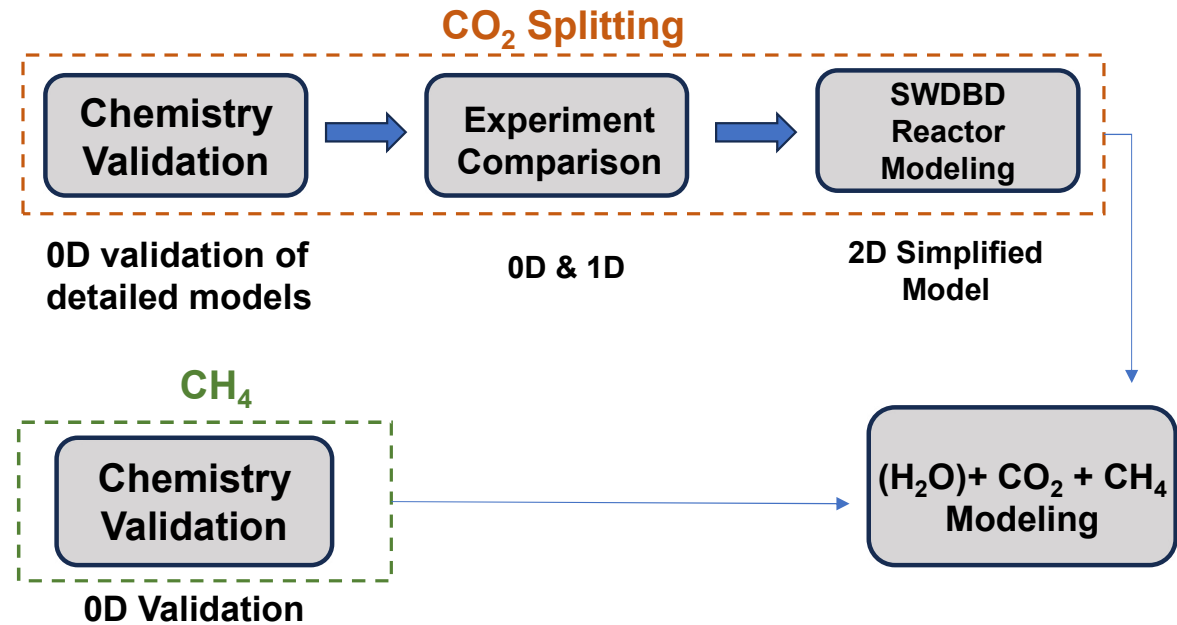 CO₂ Splitting
Chemistry
Validation
Experiment
Comparison
SWDBD
Reactor
Modeling
0D validation of
detailed models
0D & 1D
2D Simplified
Model
CH₄
Chemistry
Validation
0D Validation
(H₂O)+ CO₂ + CH₄
Modeling